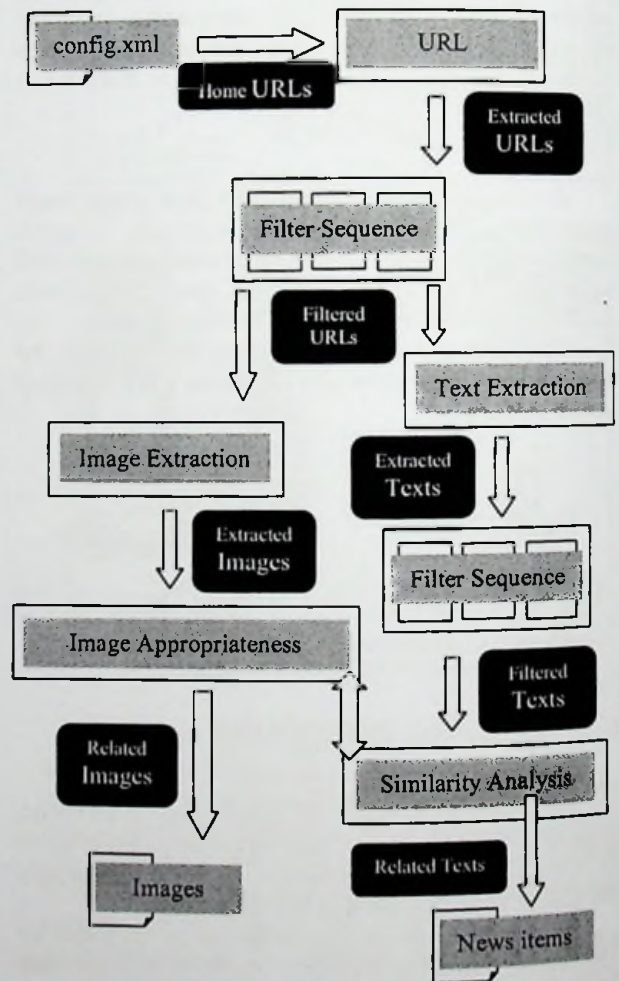 config.xml
URL
Home URLs
Extracted
URLs
Filter Sequence
Filtered
URLs
Text Extraction
Image Extraction
Extracted
Texts
Extracted
Images
Filter Sequence
Image Appropriateness
Filtered
Texts
Related
Images
Similarity Analysis
Related Texts
Images
News items